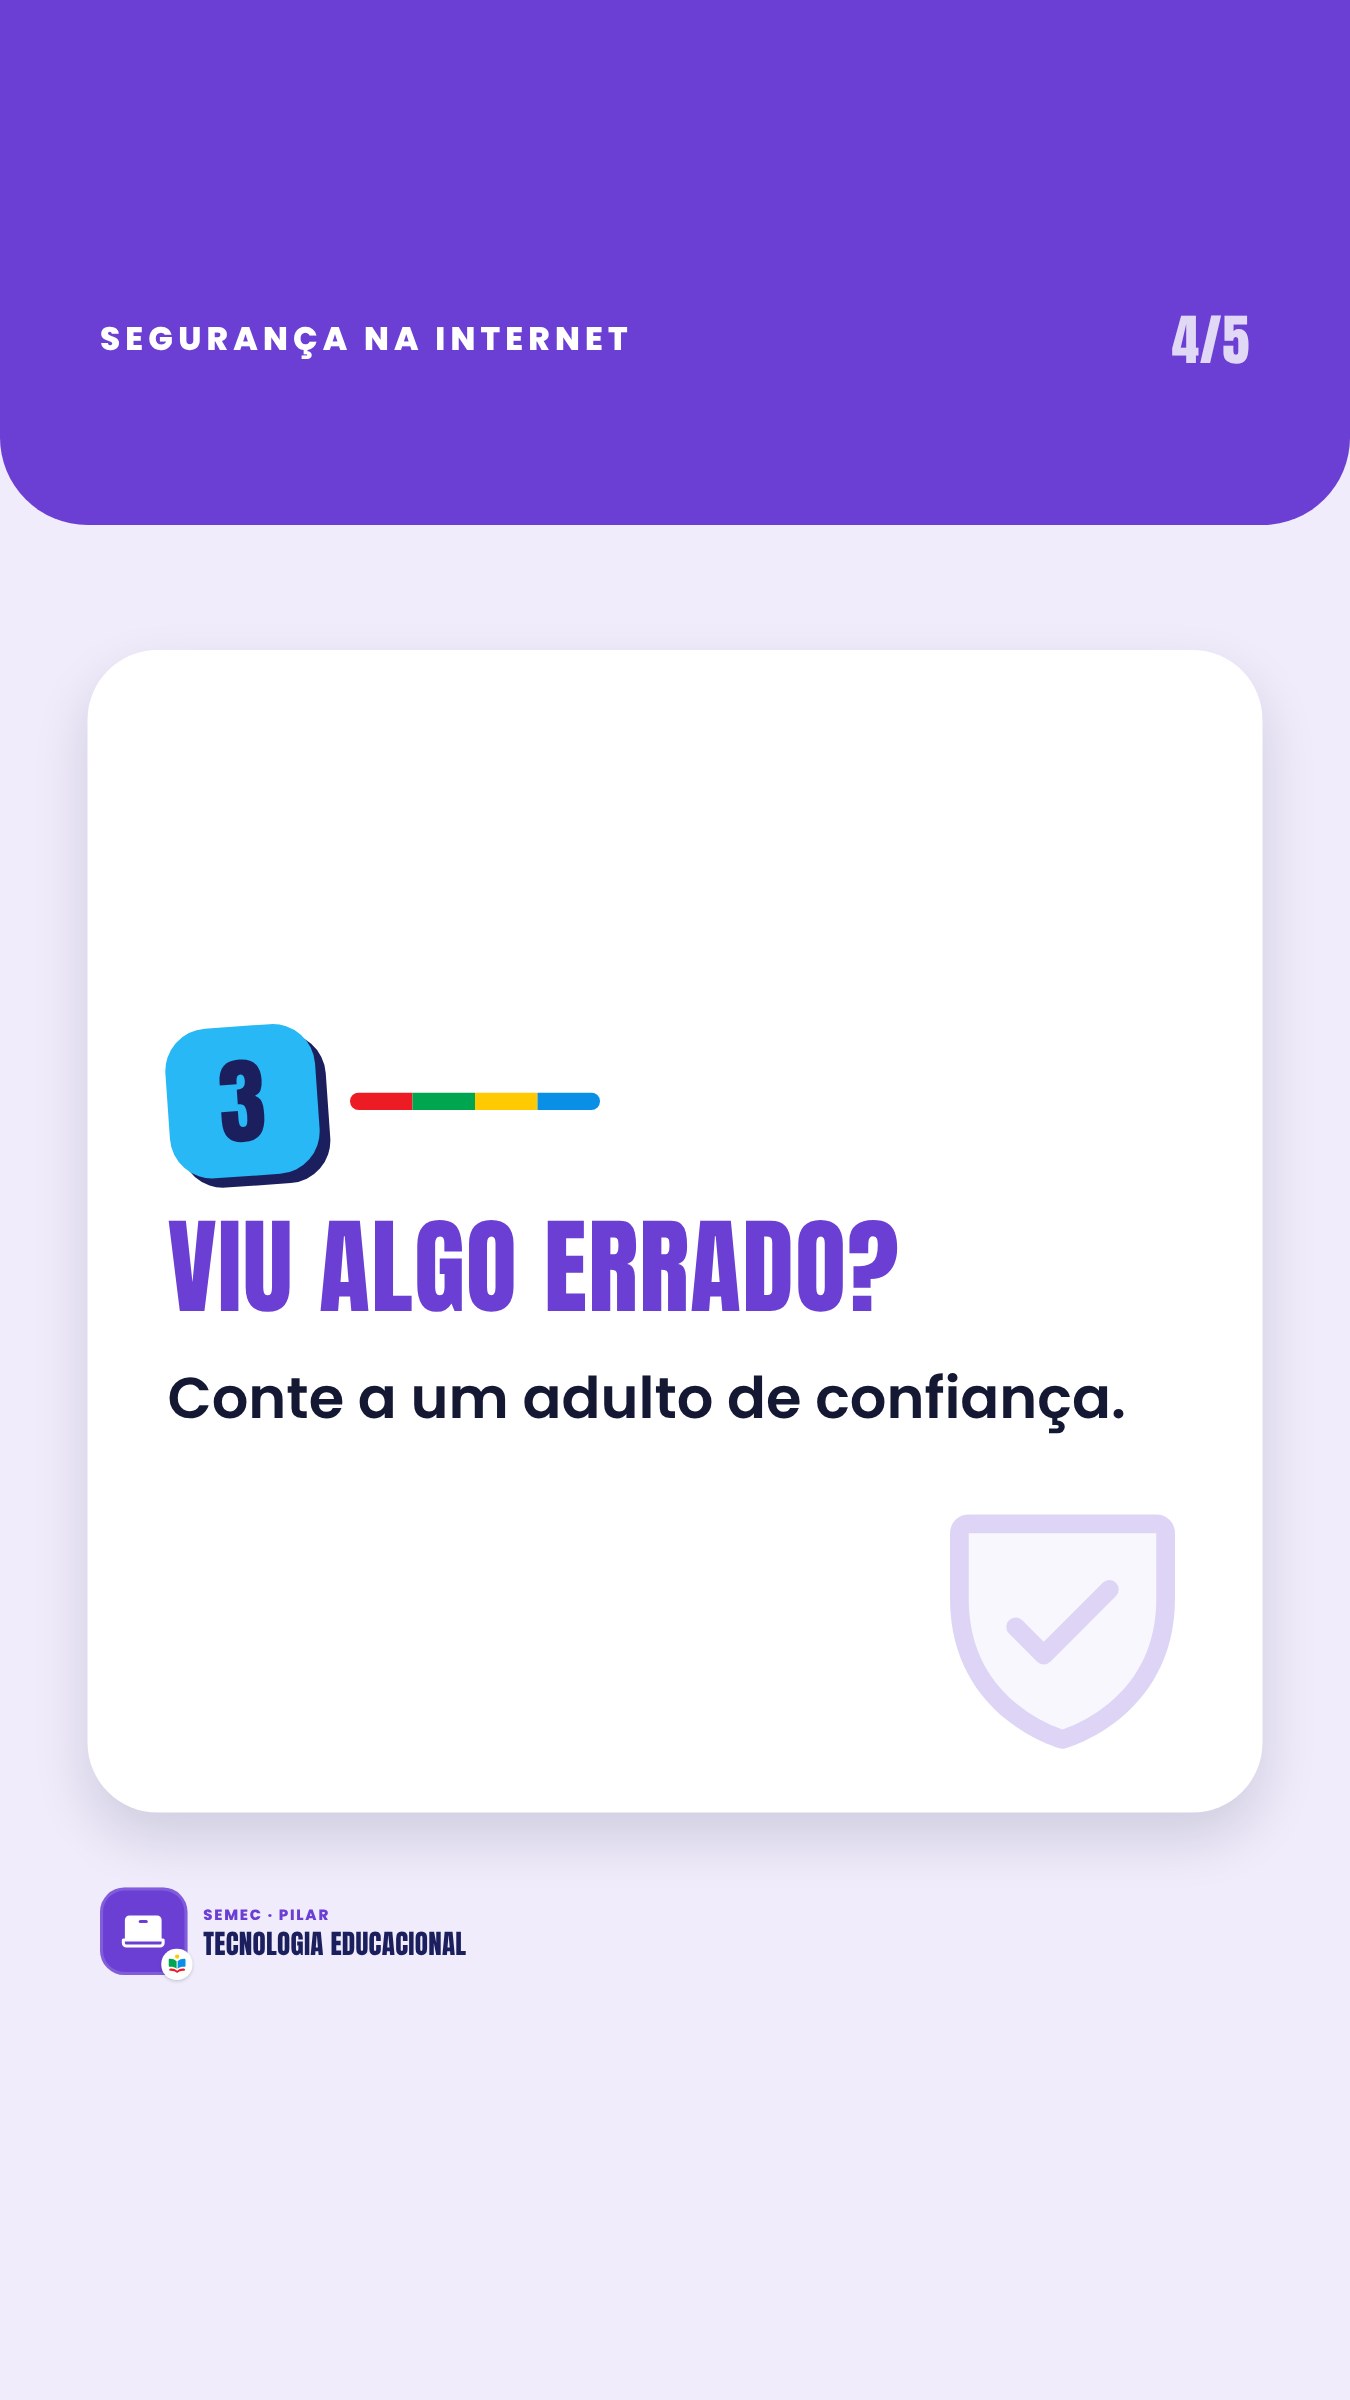 SEGURANÇA NA INTERNET
4/5
3
VIU ALGO ERRADO?
Conte a um adulto de confiança.
SEMEC · PILAR
TECNOLOGIA EDUCACIONAL